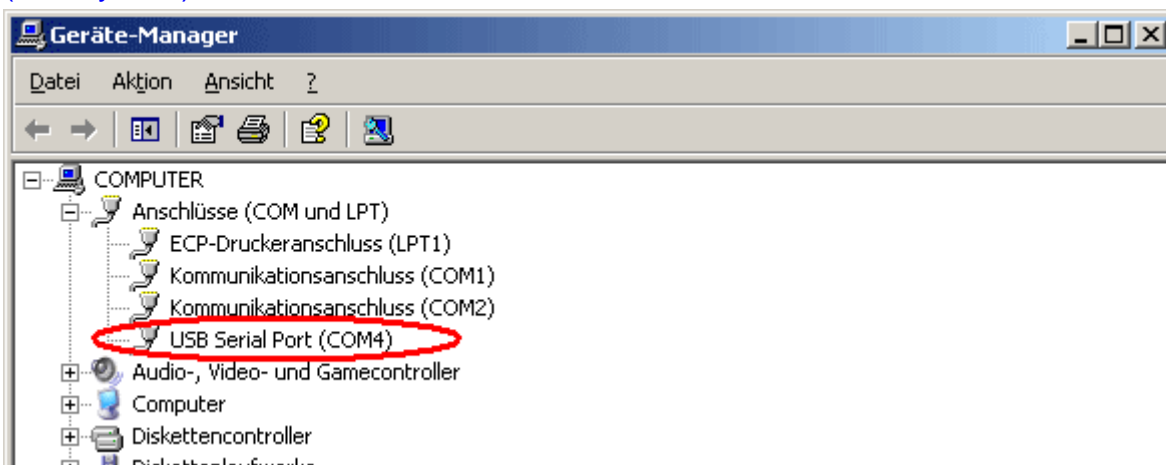 Geräte-Manager
Datei Aktion Ansicht ?
COMPUTER
Anschlüsse (COM und LPT)
ECP-Druckeranschluss (LPT1)
Kommunikationsanschluss (COM1)
Kommunikationsanschluss (COM2)
USB Serial Port (COM4)
Audio-, Video- und Gamecontroller
Computer
Diskettencontroller